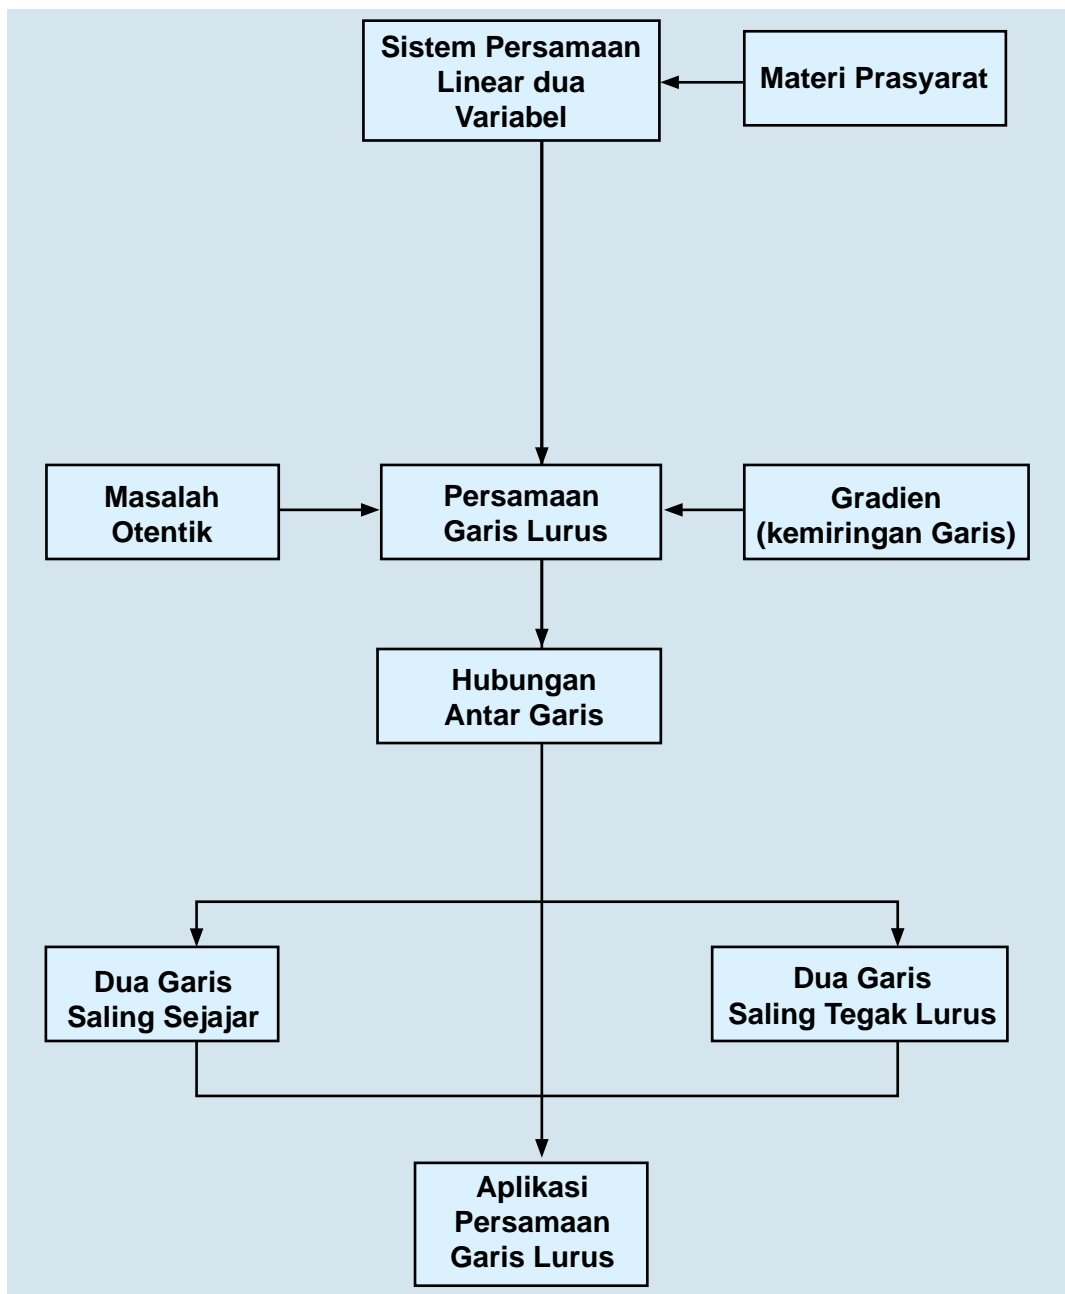 Sistem Persamaan
Linear dua
Variabel
Materi Prasyarat
Masalah
Otentik
Persamaan
Garis Lurus
Gradien
(kemiringan Garis)
Hubungan
Antar Garis
Dua Garis
Saling Sejajar
Dua Garis
Saling Tegak Lurus
Aplikasi
Persamaan
Garis Lurus